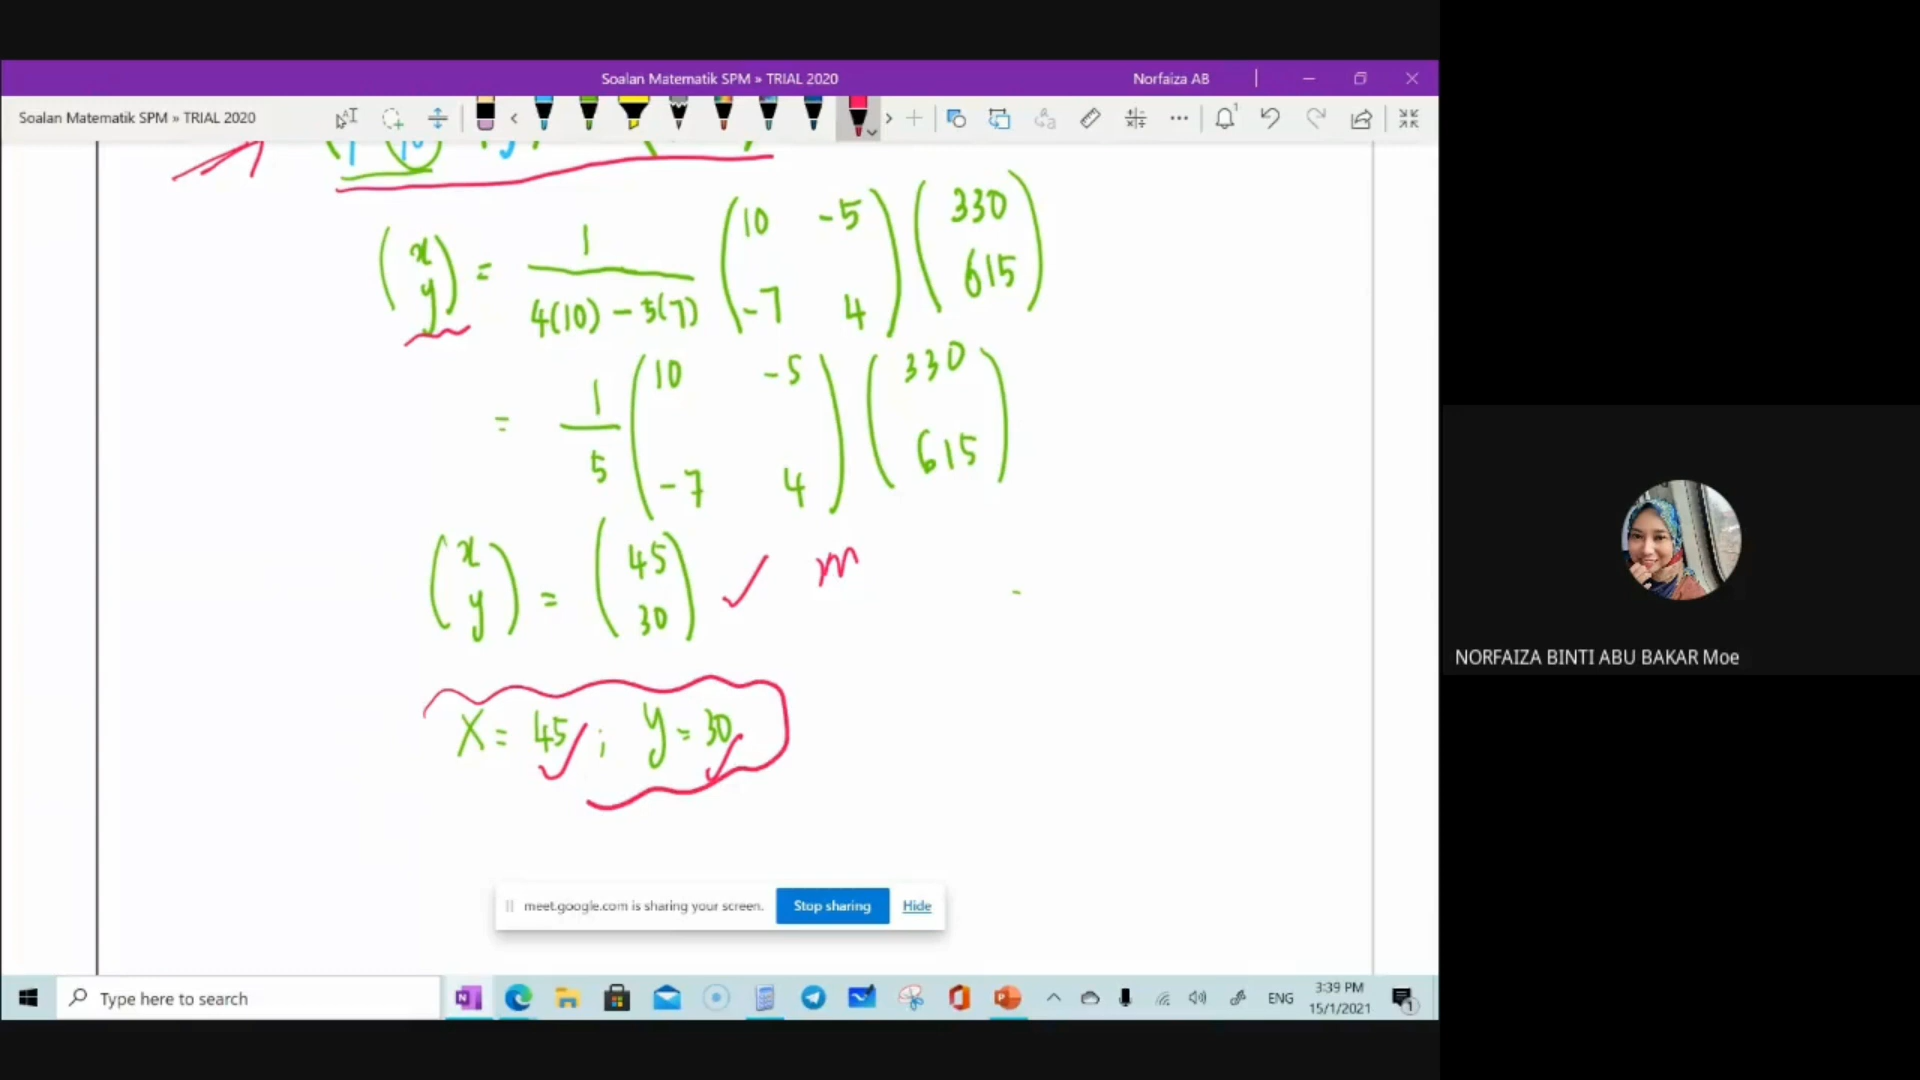 Soalan Matematik SPM » TRIAL 2020
Norfaiza AB
Soalan Matematik SPM » TRIAL 2020
(x y) = 1/(4(10) - 5(7)) (10 -5 -7 4) (330 615)
= 1/5 (10 -5 -7 4) (330 615)
(x y) = (45 30) ✓ m
X = 45 ; y = 30
NORFAIZA BINTI ABU BAKAR Moe
meet.google.com is sharing your screen.
Stop sharing
Hide
Type here to search
ENG
3:39 PM
15/1/2021
1